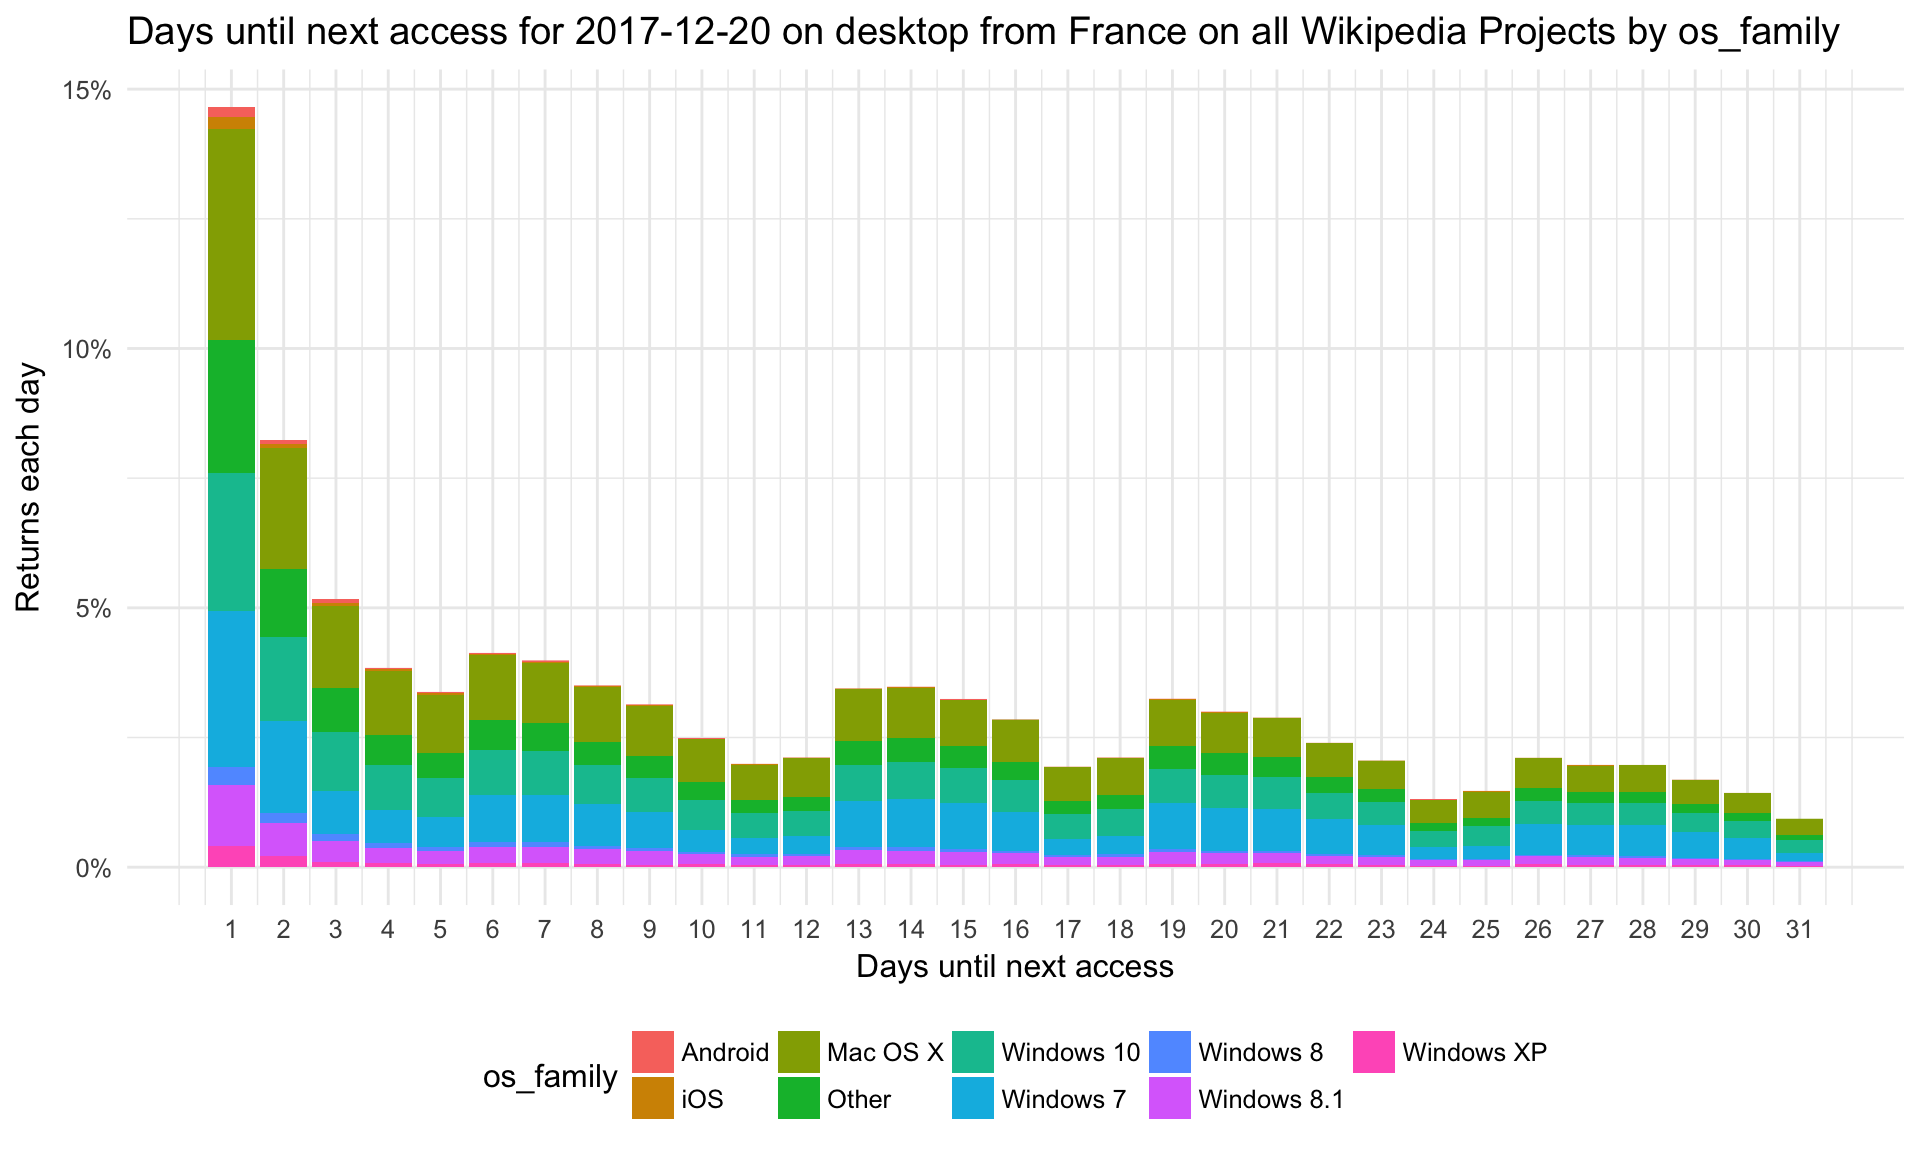 Days until next access for 2017-12-20 on desktop from France on all Wikipedia Projects by os_family
15%
10%
5%
0%
Returns each day
1 2 3 4 5 6 7 8 9 10 11 12 13 14 15 16 17 18 19 20 21 22 23 24 25 26 27 28 29 30 31
Days until next access
os_family
Android Mac OS X Windows 10 Windows 8 Windows XP
iOS Other Windows 7 Windows 8.1